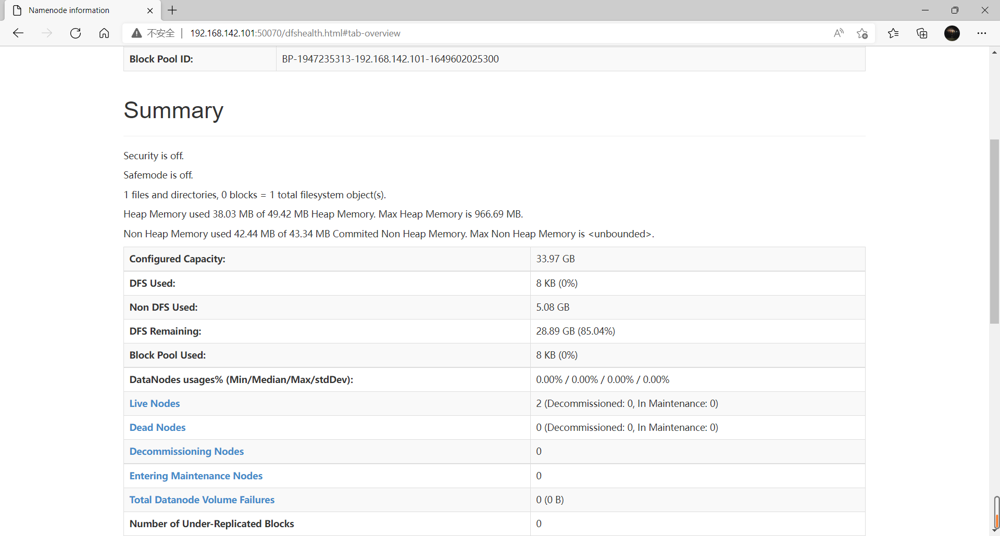 Namenode information
不安全 192.168.142.101:50070/dfshealth.html#tab-overview
Block Pool ID: BP-1947235313-192.168.142.101-1649602025300
Summary
Security is off.
Safemode is off.
1 files and directories, 0 blocks = 1 total filesystem object(s).
Heap Memory used 38.03 MB of 49.42 MB Heap Memory. Max Heap Memory is 966.69 MB.
Non Heap Memory used 42.44 MB of 43.34 MB Commited Non Heap Memory. Max Non Heap Memory is <unbounded>.
Configured Capacity: 33.97 GB
DFS Used: 8 KB (0%)
Non DFS Used: 5.08 GB
DFS Remaining: 28.89 GB (85.04%)
Block Pool Used: 8 KB (0%)
DataNodes usages% (Min/Median/Max/stdDev): 0.00% / 0.00% / 0.00% / 0.00%
Live Nodes 2 (Decommissioned: 0, In Maintenance: 0)
Dead Nodes 0 (Decommissioned: 0, In Maintenance: 0)
Decommissioning Nodes 0
Entering Maintenance Nodes 0
Total Datanode Volume Failures 0 (0 B)
Number of Under-Replicated Blocks 0